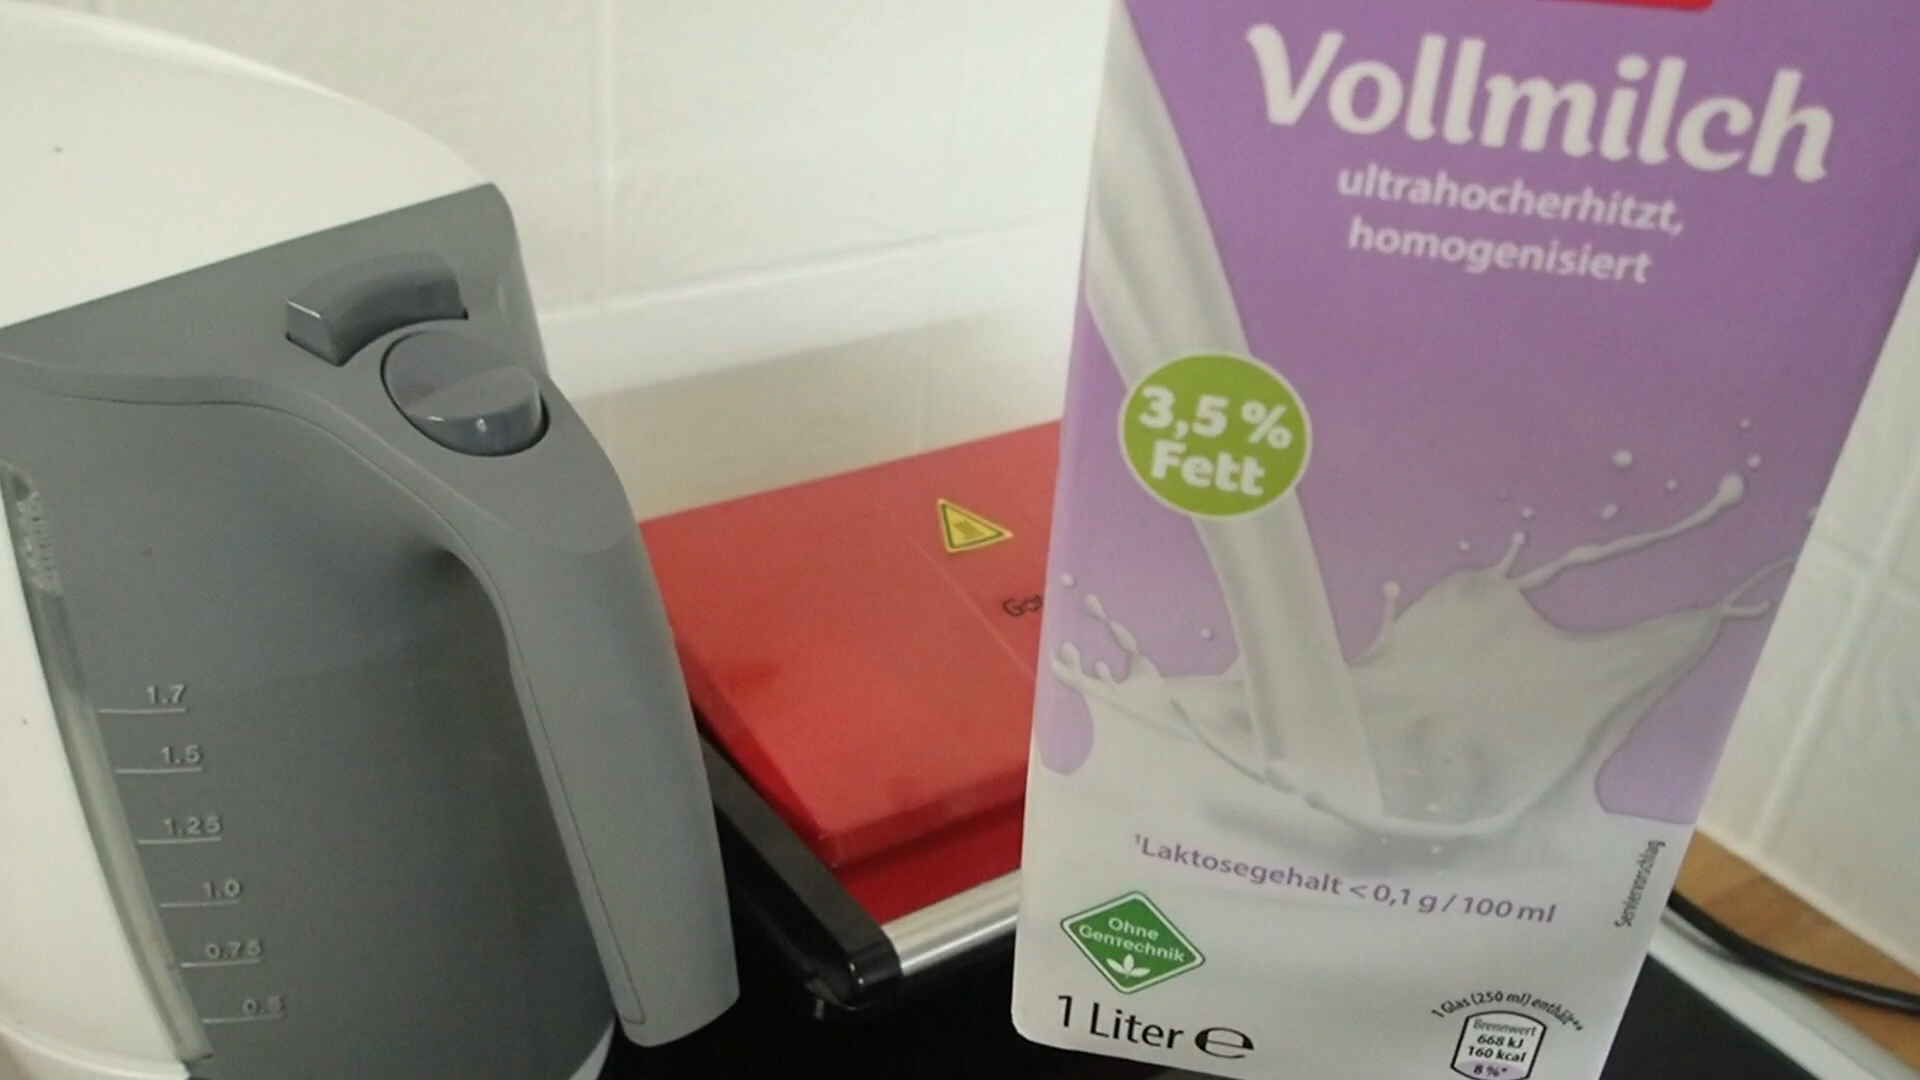 Vollmilch
ultrahocherhitzt,
homogenisiert
3,5 %
Fett
¹Laktosegehalt < 0,1 g / 100 ml
Serviervorschlag
Ohne
GenTechnik
1 Liter e
1 Glas (250 ml) enthält**
Brennwert
668 kJ
160 kcal
8 %*
1.7
1.5
1.25
1.0
0.75
0.5